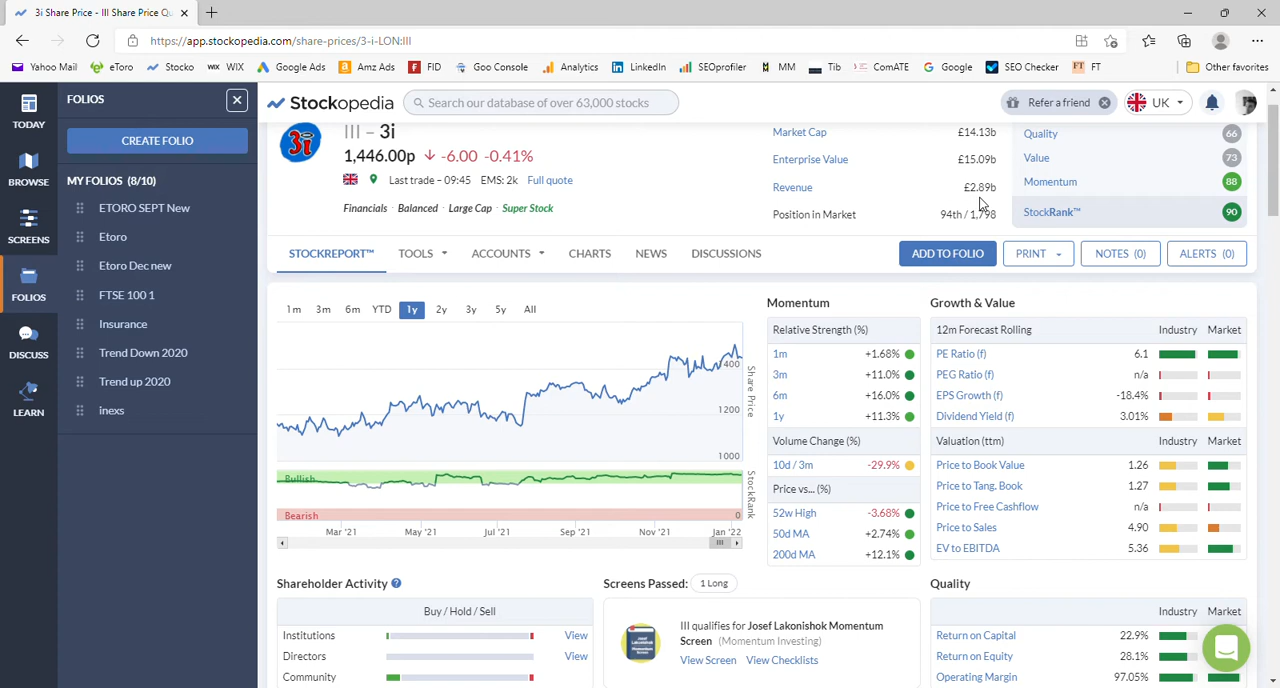 3i Share Price - III Share Price Qu
https://app.stockopedia.com/share-prices/3-i-LON:III
Yahoo Mail eToro Stocko WIX WIX Google Ads a Amz Ads F FID Goo Console Analytics in LinkedIn SEOprofiler M MM Tib ComATE G Google SEO Checker FT FT Other favorites
FOLIOS
Stockopedia
Search our database of over 63,000 stocks
Refer a friend
UK
TODAY
BROWSE
SCREENS
FOLIOS
DISCUSS
LEARN
CREATE FOLIO
MY FOLIOS (8/10)
ETORO SEPT New
Etoro
Etoro Dec new
FTSE 100 1
Insurance
Trend Down 2020
Trend up 2020
inexs
3i
III – 3i
1,446.00p -6.00 -0.41%
Last trade - 09:45 EMS: 2k Full quote
Financials Balanced Large Cap Super Stock
Market Cap £14.13b
Enterprise Value £15.09b
Revenue £2.89b
Position in Market 94th / 1,798
Quality 66
Value 73
Momentum 88
StockRank™ 90
STOCKREPORT™ TOOLS ACCOUNTS CHARTS NEWS DISCUSSIONS
ADD TO FOLIO PRINT NOTES (0) ALERTS (0)
1m 3m 6m YTD 1y 2y 3y 5y All
1400
1200
1000
Share Price
Bullish
Bearish
0
StockRank
Mar '21 May '21 Jul '21 Sep '21 Nov '21 Jan '22
Momentum
Relative Strength (%)
1m +1.68%
3m +11.0%
6m +16.0%
1y +11.3%
Volume Change (%)
10d / 3m -29.9%
Price vs... (%)
52w High -3.68%
50d MA +2.74%
200d MA +12.1%
Growth & Value
12m Forecast Rolling Industry Market
PE Ratio (f) 6.1
PEG Ratio (f) n/a
EPS Growth (f) -18.4%
Dividend Yield (f) 3.01%
Valuation (ttm) Industry Market
Price to Book Value 1.26
Price to Tang. Book 1.27
Price to Free Cashflow n/a
Price to Sales 4.90
EV to EBITDA 5.36
Shareholder Activity ?
Buy / Hold / Sell
Institutions View
Directors View
Community
Screens Passed: 1 Long
III qualifies for Josef Lakonishok Momentum
Screen (Momentum Investing)
View Screen View Checklists
Quality
Industry Market
Return on Capital 22.9%
Return on Equity 28.1%
Operating Margin 97.05%